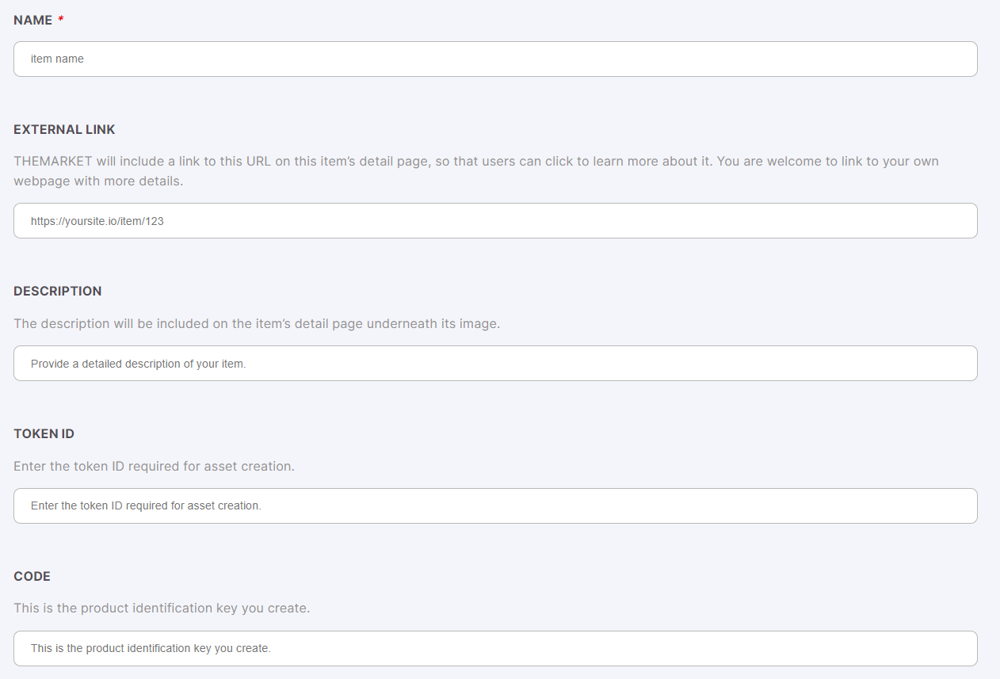 NAME *
item name
EXTERNAL LINK
THEMARKET will include a link to this URL on this item’s detail page, so that users can click to learn more about it. You are welcome to link to your own
webpage with more details.
https://yoursite.io/item/123
DESCRIPTION
The description will be included on the item’s detail page underneath its image.
Provide a detailed description of your item.
TOKEN ID
Enter the token ID required for asset creation.
Enter the token ID required for asset creation.
CODE
This is the product identification key you create.
This is the product identification key you create.